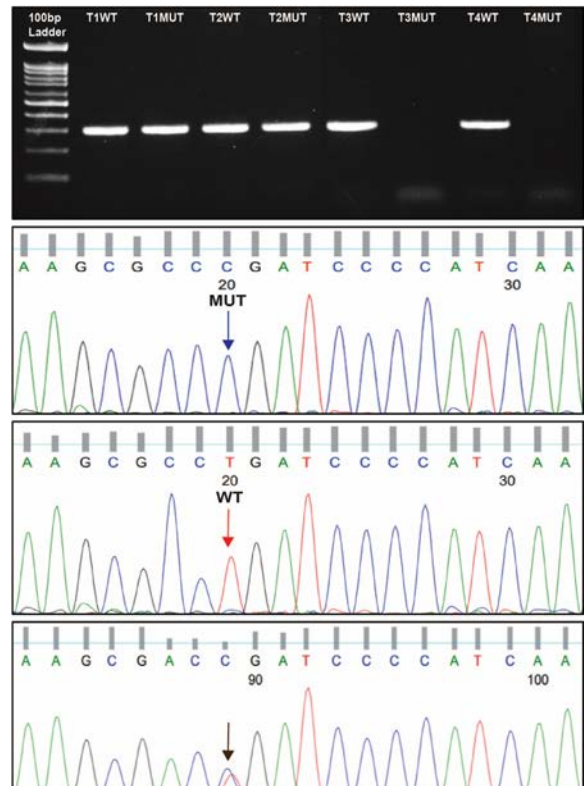 100bp Ladder T1WT T1MUT T2WT T2MUT T3WT T3MUT T4WT T4MUT
A A G C G C C C G A T C C C C A T C A A
20 30
MUT
A A G C G C C T G A T C C C C A T C A A
20 30
WT
A A G C G A C C G A T C C C C A T C A A
90 100